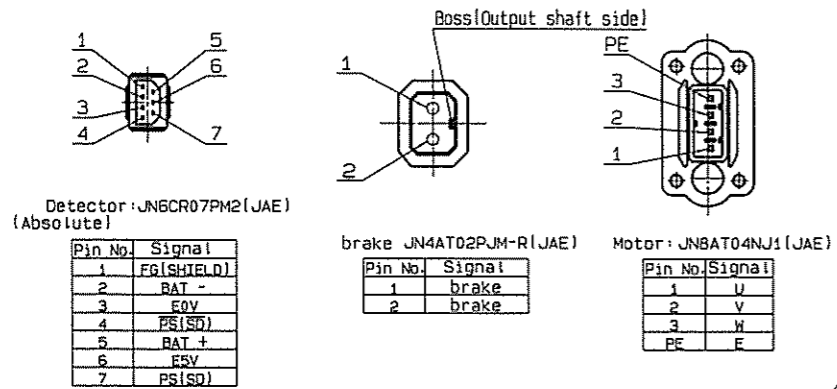 Boss(Output shaft side)
1 5
2 6
3
4 7
1
2
PE
3
2
1
Detector:JN6CR07PM2(JAE)
(Absolute)
Pin No. Signal
1 FG(SHIELD)
2 BAT -
3 E0V
4 P̅S̅(̅S̅D̅)̅
5 BAT +
6 E5V
7 PS(SD)
brake JN4AT02PJM-R(JAE)
Pin No. Signal
1 brake
2 brake
Motor: JN8AT04NJ1(JAE)
Pin No. Signal
1 U
2 V
3 W
PE E